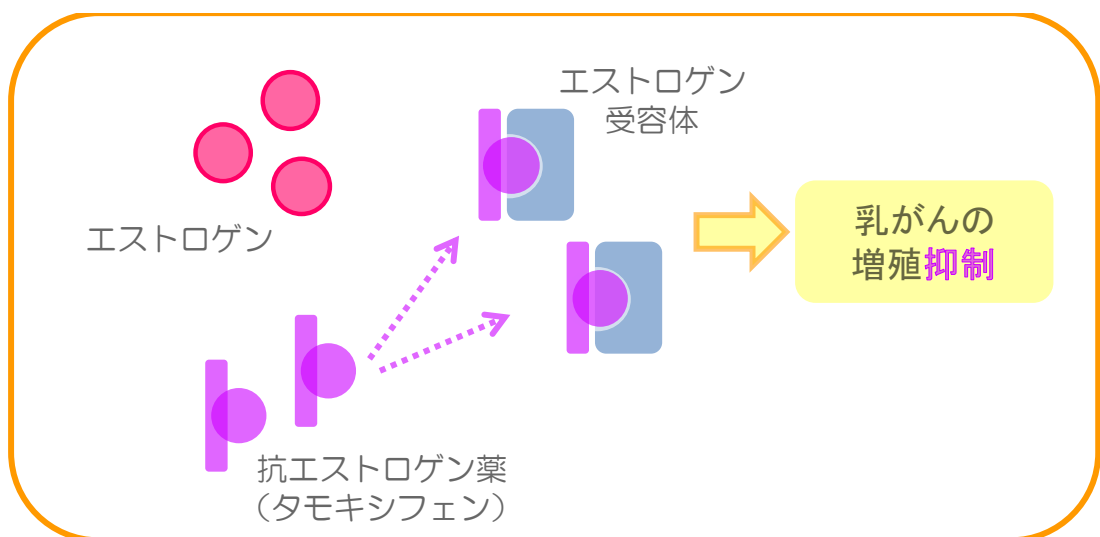 エストロゲン
受容体
エストロゲン
乳がんの
増殖抑制
抗エストロゲン薬
（タモキシフェン）